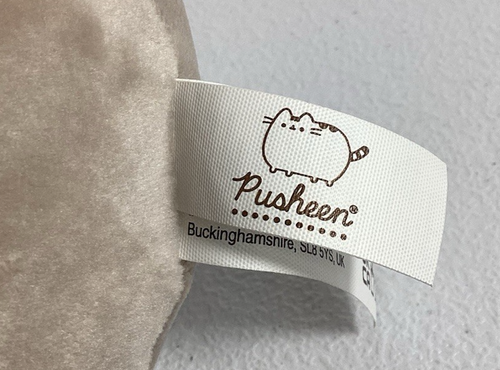 Pusheen®
Buckinghamshire, SL8 5YS, UK